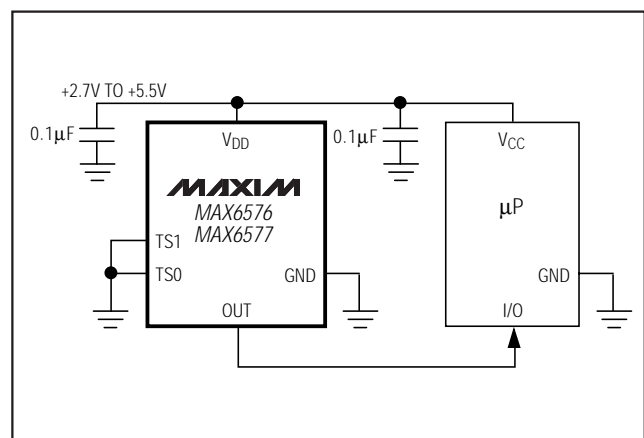 +2.7V TO +5.5V
0.1μF
VDD
0.1μF
VCC
MAXIM
MAX6576
MAX6577
μP
TS1
TS0
GND
GND
OUT
I/O